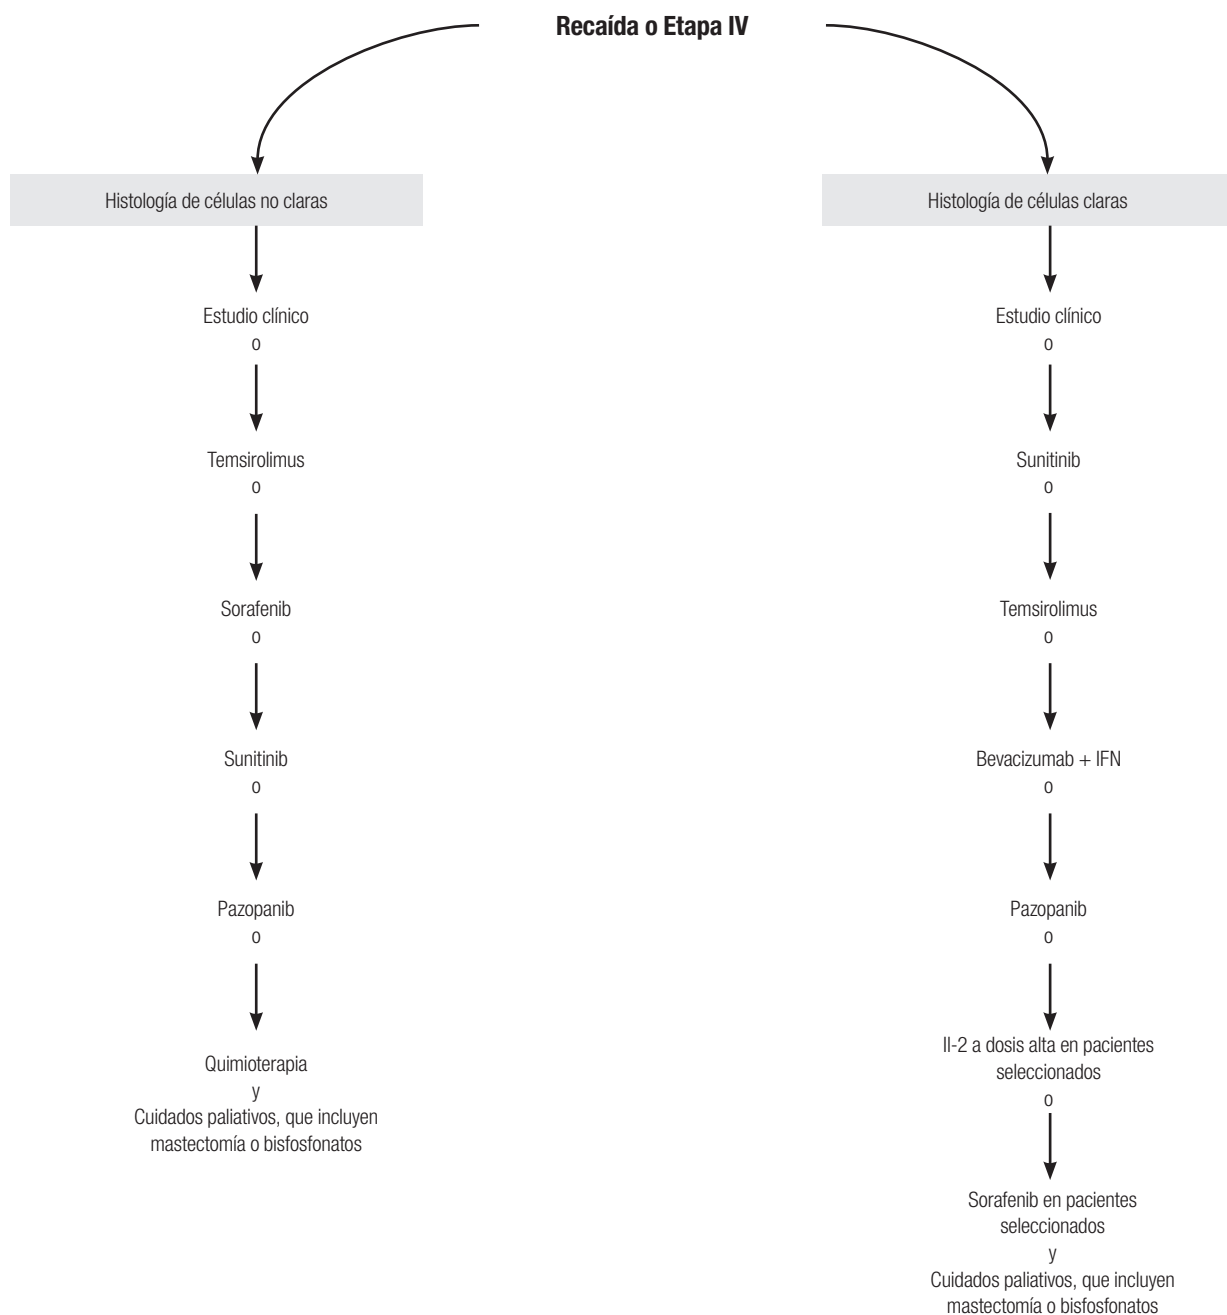 Recaída o Etapa IV
Histología de células no claras
Estudio clínico
o
Temsirolimus
o
Sorafenib
o
Sunitinib
o
Pazopanib
o
Quimioterapia
y
Cuidados paliativos, que incluyen
mastectomía o bisfosfonatos
Histología de células claras
Estudio clínico
o
Sunitinib
o
Temsirolimus
o
Bevacizumab + IFN
o
Pazopanib
o
Il-2 a dosis alta en pacientes
seleccionados
o
Sorafenib en pacientes
seleccionados
y
Cuidados paliativos, que incluyen
mastectomía o bisfosfonatos